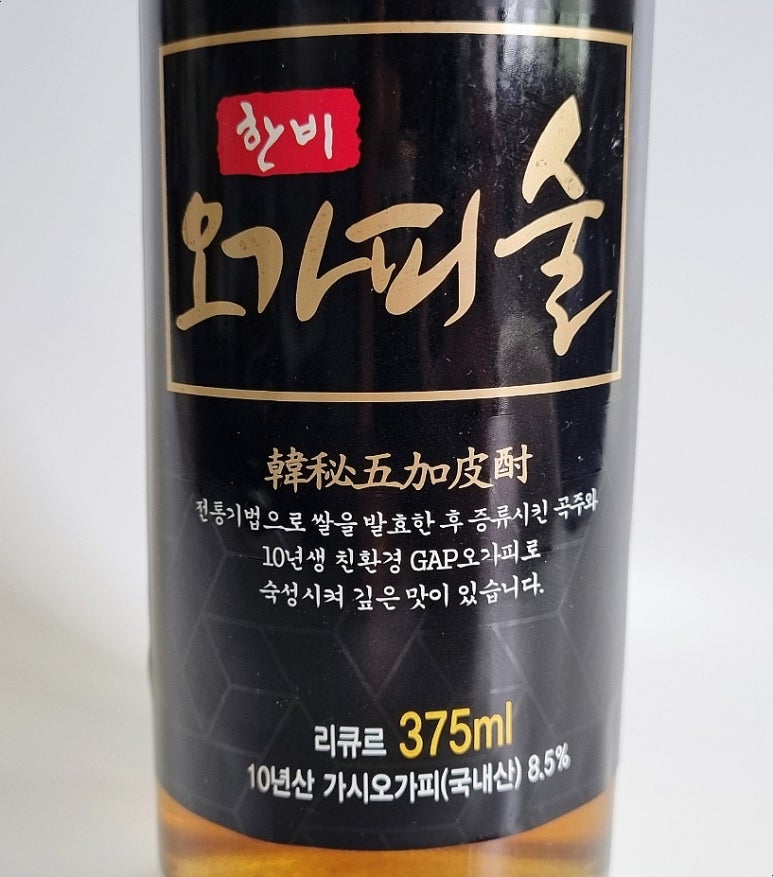 한비
오가피술
韓秘五加皮酎
전통기법으로 쌀을 발효한 후 증류시킨 곡주와
10년생 친환경 GAP오가피로
숙성시켜 깊은 맛이 있습니다.
리큐르 375ml
10년산 가시오가피(국내산) 8.5%